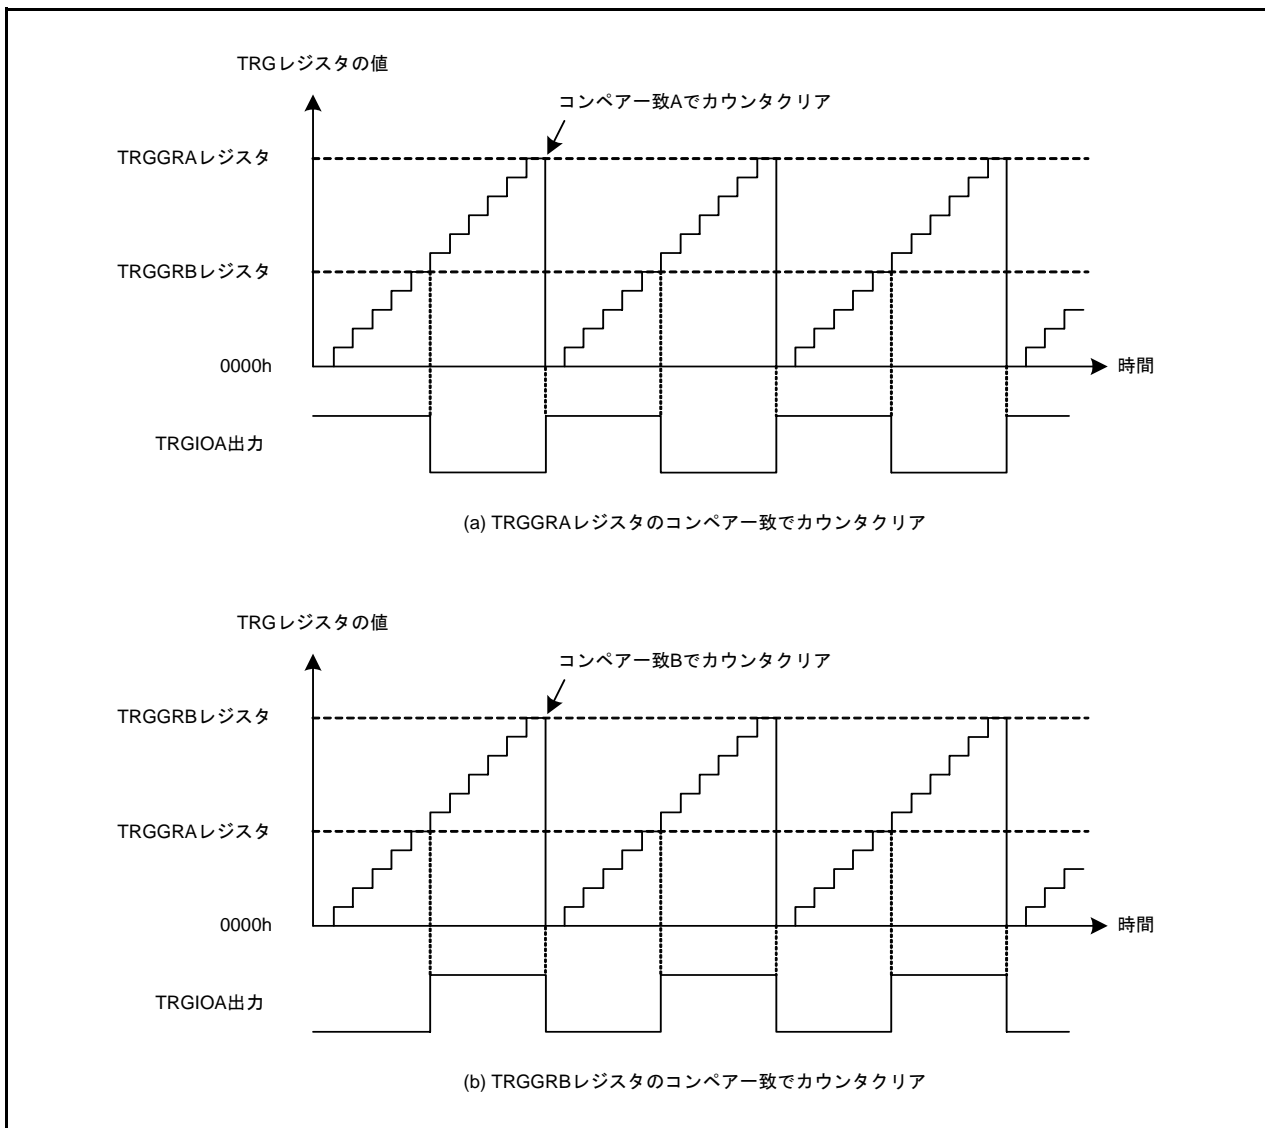 TRGレジスタの値
コンペアー致Aでカウンタクリア
TRGGRAレジスタ
TRGGRBレジスタ
0000h
時間
TRGIOA出力
(a) TRGGRAレジスタのコンペアー致でカウンタクリア
TRGレジスタの値
コンペアー致Bでカウンタクリア
TRGGRBレジスタ
TRGGRAレジスタ
0000h
時間
TRGIOA出力
(b) TRGGRBレジスタのコンペアー致でカウンタクリア